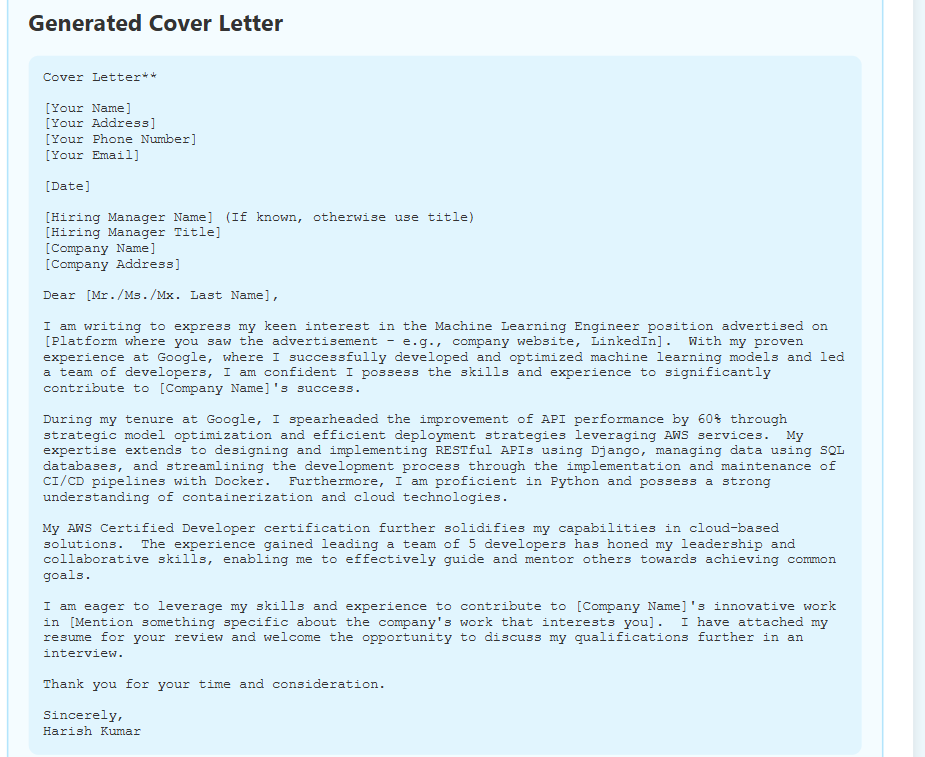 Generated Cover Letter
Cover Letter**
[Your Name]
[Your Address]
[Your Phone Number]
[Your Email]
[Date]
[Hiring Manager Name] (If known, otherwise use title)
[Hiring Manager Title]
[Company Name]
[Company Address]
Dear [Mr./Ms./Mx. Last Name],
I am writing to express my keen interest in the Machine Learning Engineer position advertised on
[Platform where you saw the advertisement - e.g., company website, LinkedIn].  With my proven
experience at Google, where I successfully developed and optimized machine learning models and led
a team of developers, I am confident I possess the skills and experience to significantly
contribute to [Company Name]'s success.
During my tenure at Google, I spearheaded the improvement of API performance by 60% through
strategic model optimization and efficient deployment strategies leveraging AWS services.  My
expertise extends to designing and implementing RESTful APIs using Django, managing data using SQL
databases, and streamlining the development process through the implementation and maintenance of
CI/CD pipelines with Docker.  Furthermore, I am proficient in Python and possess a strong
understanding of containerization and cloud technologies.
My AWS Certified Developer certification further solidifies my capabilities in cloud-based
solutions.  The experience gained leading a team of 5 developers has honed my leadership and
collaborative skills, enabling me to effectively guide and mentor others towards achieving common
goals.
I am eager to leverage my skills and experience to contribute to [Company Name]'s innovative work
in [Mention something specific about the company's work that interests you].  I have attached my
resume for your review and welcome the opportunity to discuss my qualifications further in an
interview.
Thank you for your time and consideration.
Sincerely,
Harish Kumar